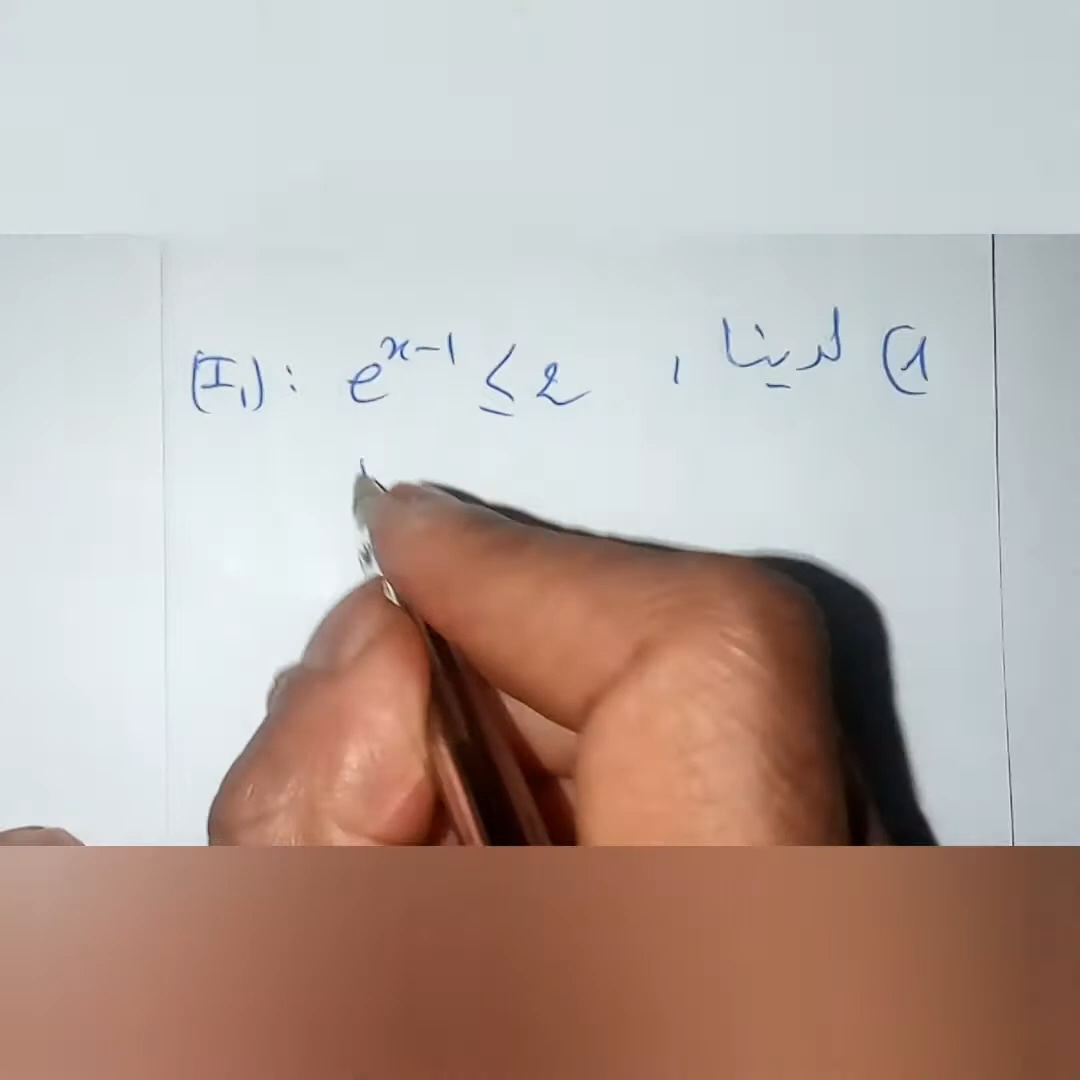 1) لدينا , (I₁) : e^{x-1} ≤ 2